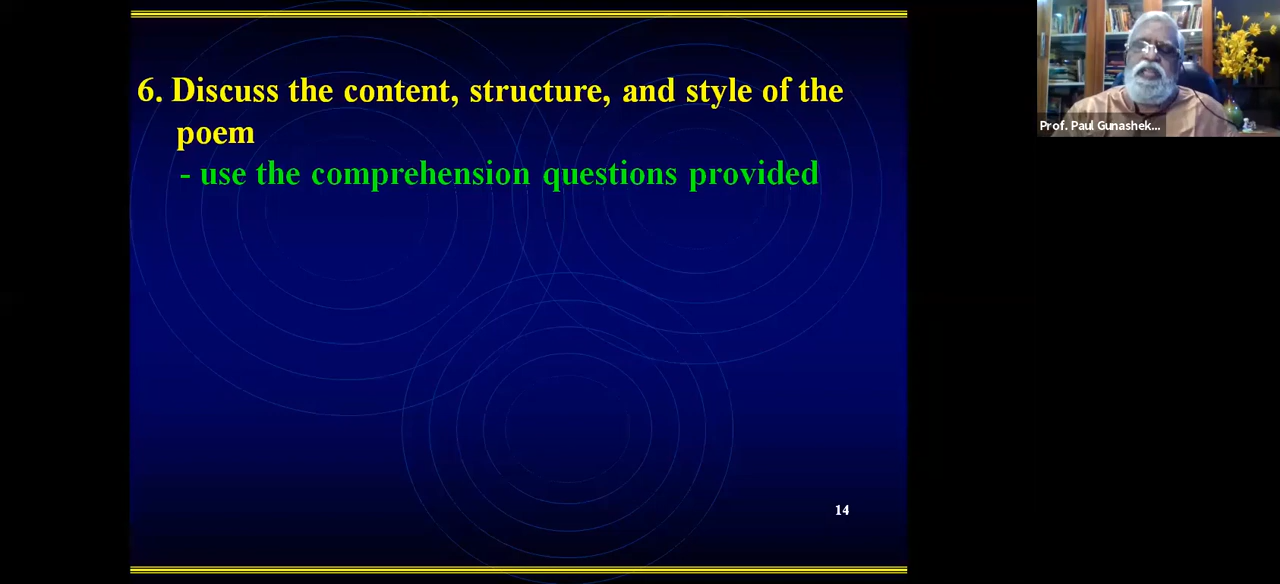 6. Discuss the content, structure, and style of the
poem
- use the comprehension questions provided
14
Prof. Paul Gunashek...